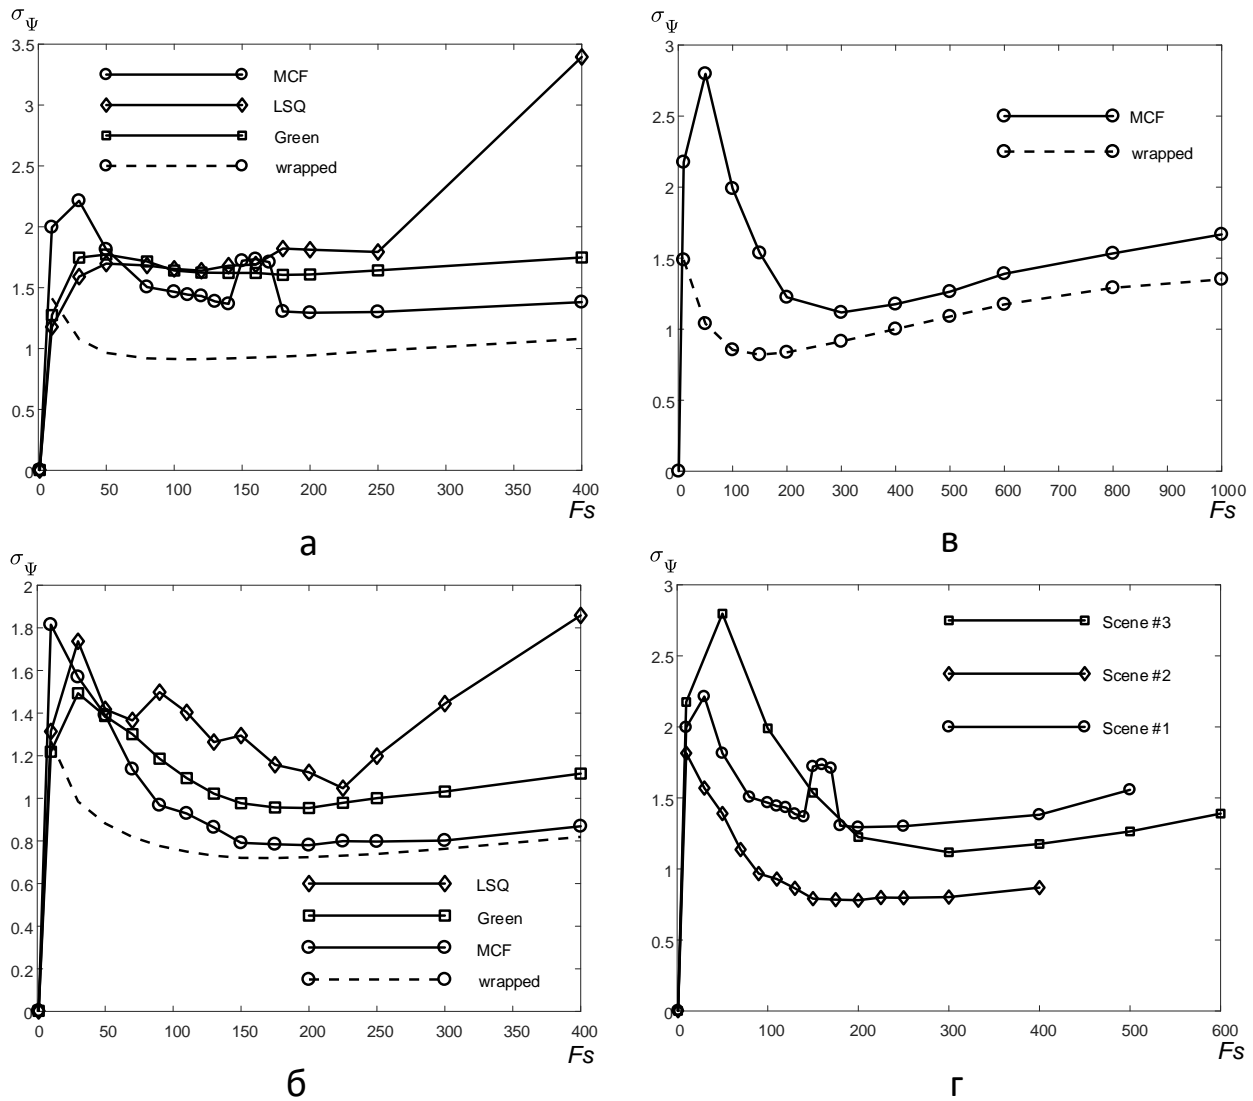 σΨ
3.5
3
2.5
2
1.5
1
0.5
0
0 50 100 150 200 250 300 350 400
Fs
MCF
LSQ
Green
wrapped
а
σΨ
3
2.5
2
1.5
1
0.5
0
0 100 200 300 400 500 600 700 800 900 1000
Fs
MCF
wrapped
в
σΨ
2
1.8
1.6
1.4
1.2
1
0.8
0.6
0.4
0.2
0
0 50 100 150 200 250 300 350 400
Fs
LSQ
Green
MCF
wrapped
б
σΨ
3
2.5
2
1.5
1
0.5
0
0 100 200 300 400 500 600
Fs
Scene #3
Scene #2
Scene #1
г